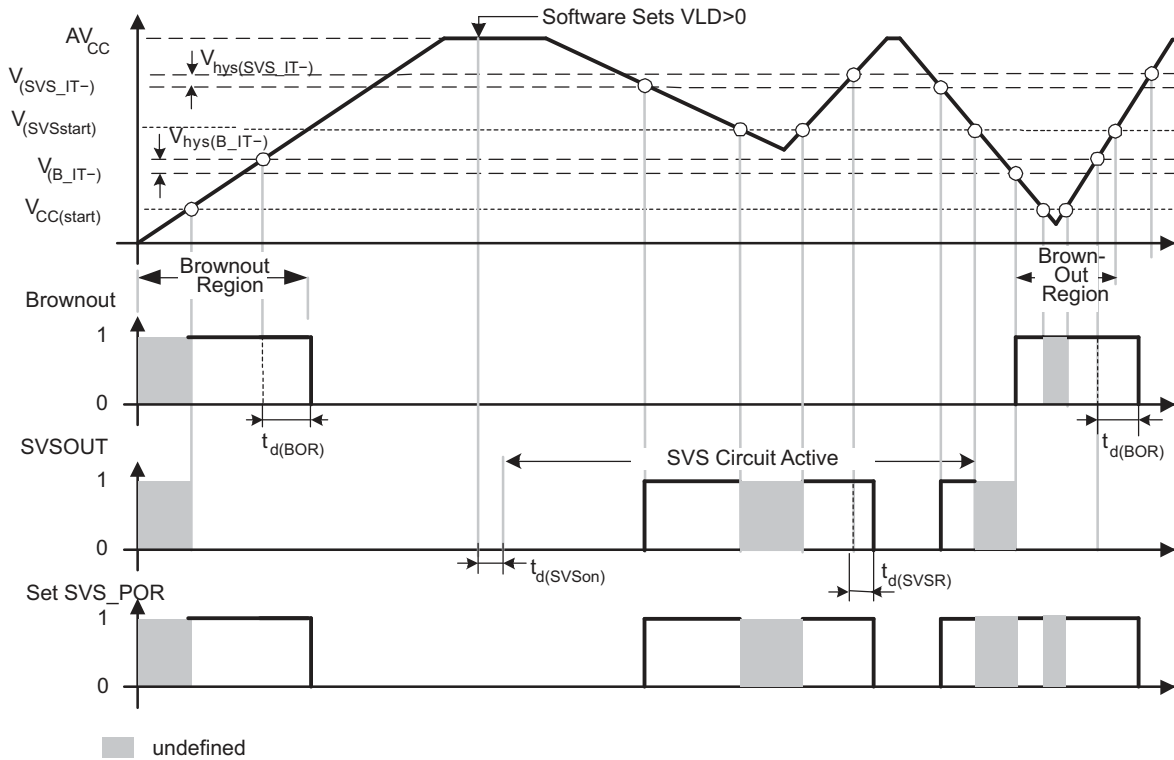 Software Sets VLD>0
AVCC
Vhys(SVS_IT−)
V(SVS_IT−)
V(SVSstart)
Vhys(B_IT−)
V(B_IT−)
VCC(start)
Brownout
Region
Brown-
Out
Region
Brownout
1
0
td(BOR)
td(BOR)
SVSOUT
SVS Circuit Active
1
0
td(SVSon)
td(SVSR)
Set SVS_POR
1
0
undefined